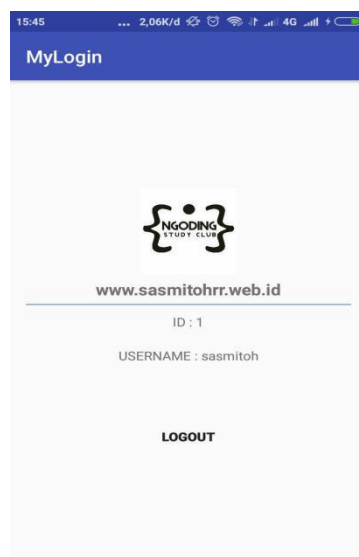 15:45 ... 2,06K/d 4G
MyLogin
NGODING
STUDY CLUB
www.sasmitohrr.web.id
ID : 1
USERNAME : sasmitoh
LOGOUT